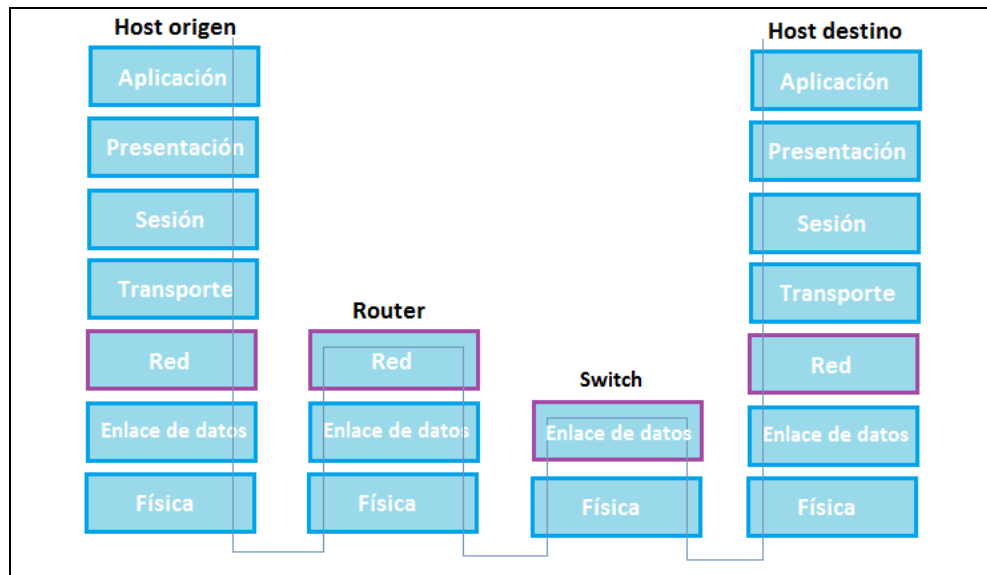 Host origen
Aplicación
Presentación
Sesión
Transporte
Red
Enlace de datos
Física
Router
Red
Enlace de datos
Física
Switch
Enlace de datos
Física
Host destino
Aplicación
Presentación
Sesión
Transporte
Red
Enlace de datos
Física